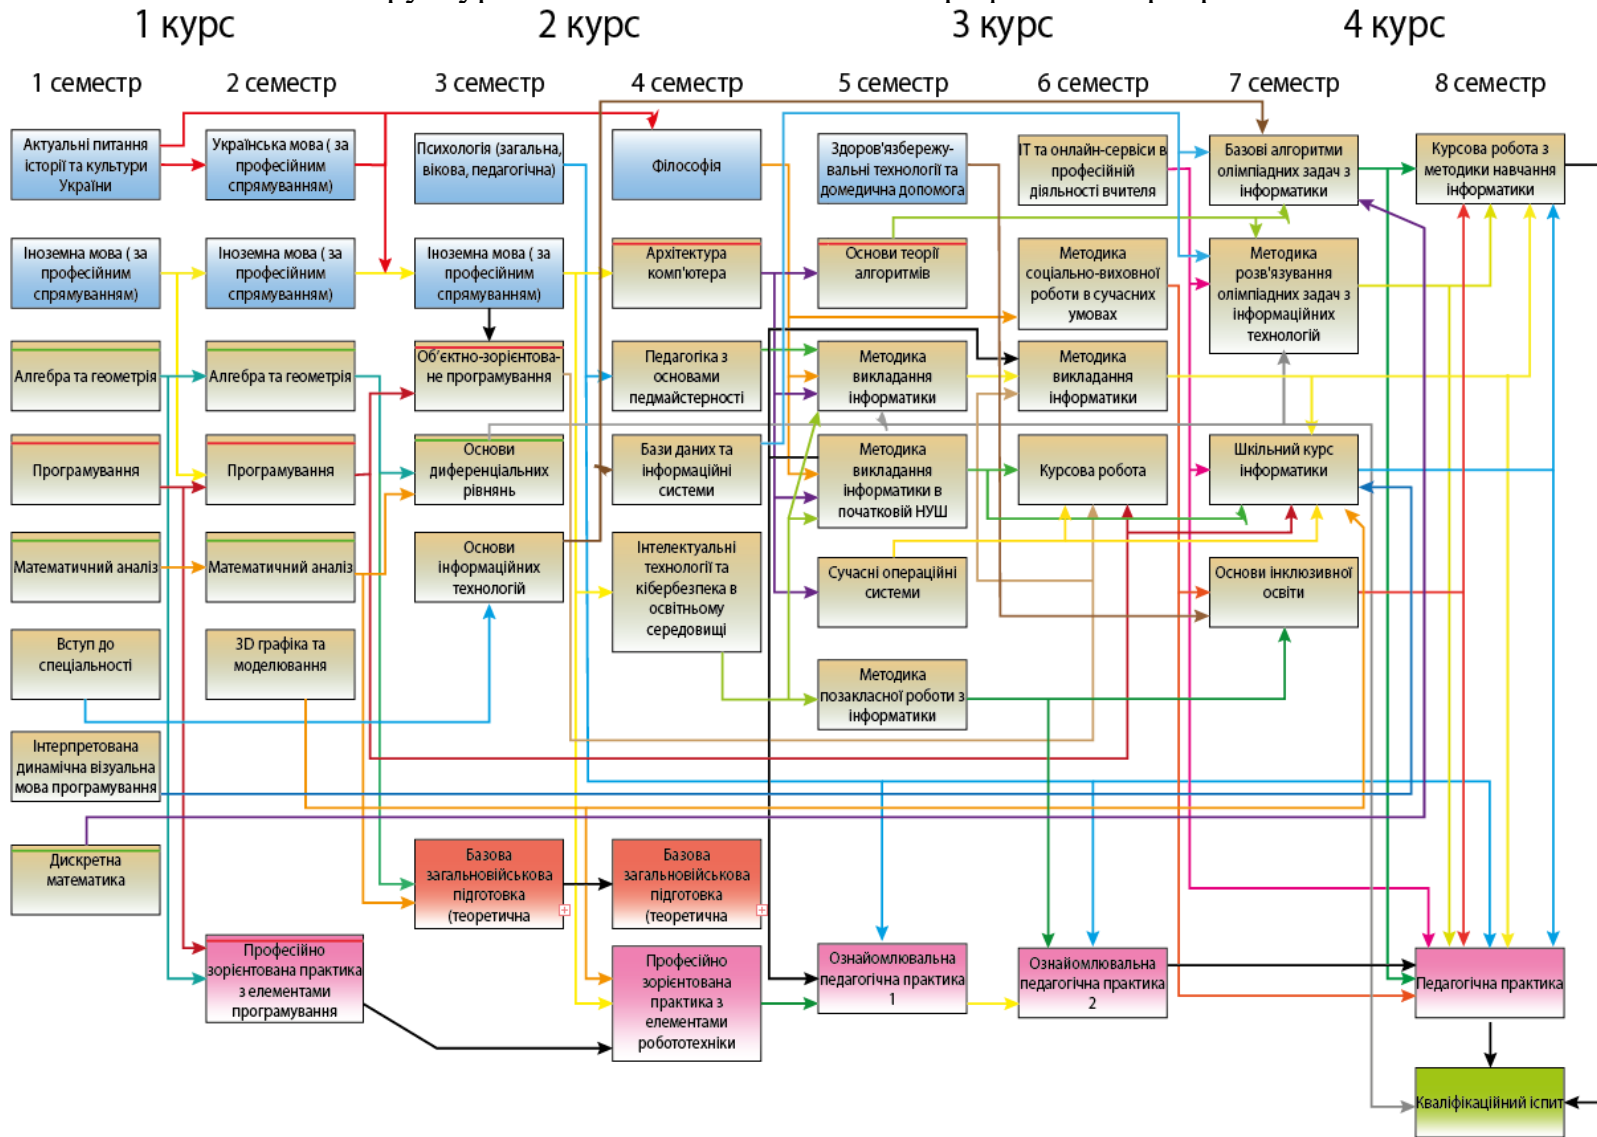 1 курс
2 курс
3 курс
4 курс
1 семестр
2 семестр
3 семестр
4 семестр
5 семестр
6 семестр
7 семестр
8 семестр
Актуальні питання
історії та культури
України
Українська мова ( за
професійним
спрямуванням)
Психологія (загальна,
вікова, педагогічна)
Філософія
Здоров'язбережу-
вальні технології та
домедична допомога
ІТ та онлайн-сервіси в
професійній
діяльності вчителя
Базові алгоритми
олімпіадних задач з
інформатики
Курсова робота з
методики навчання
інформатики
Іноземна мова ( за
професійним
спрямуванням)
Іноземна мова ( за
професійним
спрямуванням)
Іноземна мова ( за
професійним
спрямуванням)
Архітектура
комп'ютера
Основи теорії
алгоритмів
Методика
соціально-виховної
роботи в сучасних
умовах
Методика
розв'язування
олімпіадних задач з
інформаційних
технологій
Алгебра та геометрія
Алгебра та геометрія
Об'єктно-зорієнтова-
не програмування
Педагогіка з
основами
педмайстерності
Методика
викладання
інформатики
Методика
викладання
інформатики
Програмування
Програмування
Основи
диференціальних
рівнянь
Бази даних та
інформаційні
системи
Методика
викладання
інформатики в
початковій НУШ
Курсова робота
Шкільний курс
інформатики
Математичний аналіз
Математичний аналіз
Основи
інформаційних
технологій
Інтелектуальні
технології та
кібербезпека в
освітньому
середовищі
Сучасні операційні
системи
Основи інклюзивної
освіти
Вступ до
спеціальності
3D графіка та
моделювання
Методика
позакласної роботи з
інформатики
Інтерпретована
динамічна візуальна
мова програмування
Дискретна
математика
Базова
загальновійськова
підготовка
(теоретична
Базова
загальновійськова
підготовка
(теоретична
Професійно
зорієнтована практика
з елементами
програмування
Професійно
зорієнтована
практика з
елементами
робототехніки
Ознайомлювальна
педагогічна практика
1
Ознайомлювальна
педагогічна практика
2
Педагогічна практика
Кваліфікаційний іспит